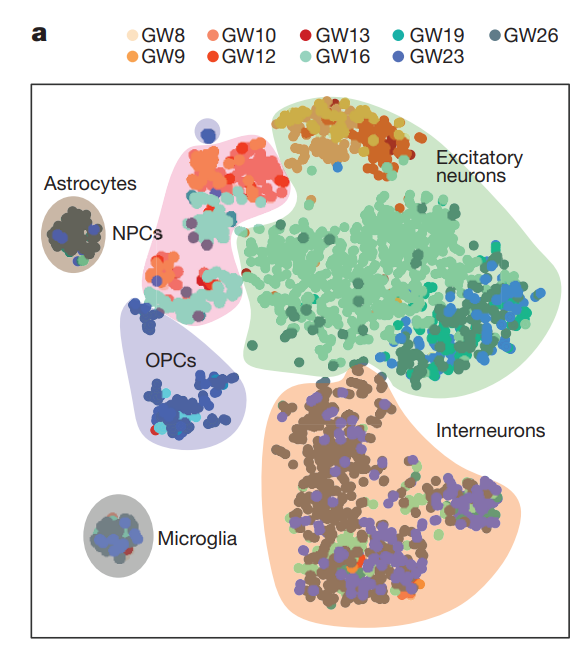 a
GW8 GW10 GW13 GW19 GW26
GW9 GW12 GW16 GW23
Excitatory
neurons
Astrocytes
NPCs
OPCs
Interneurons
Microglia